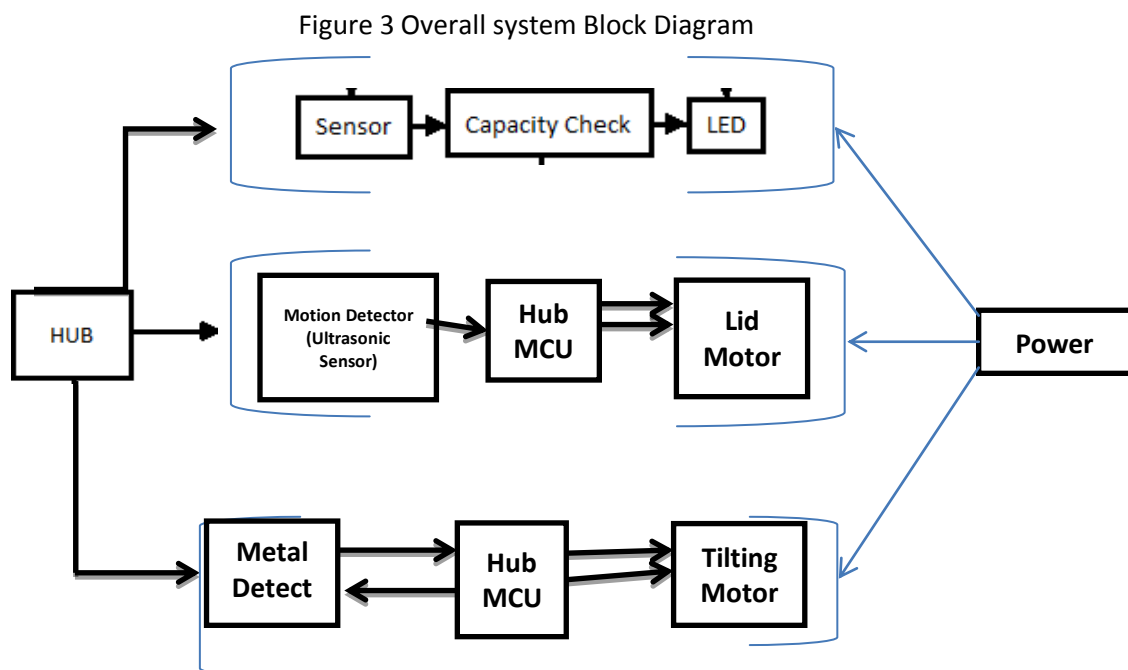 Figure 3 Overall system Block Diagram
Sensor
Capacity Check
LED
HUB
Motion Detector
(Ultrasonic
Sensor)
Hub
MCU
Lid
Motor
Power
Metal
Detect
Hub
MCU
Tilting
Motor